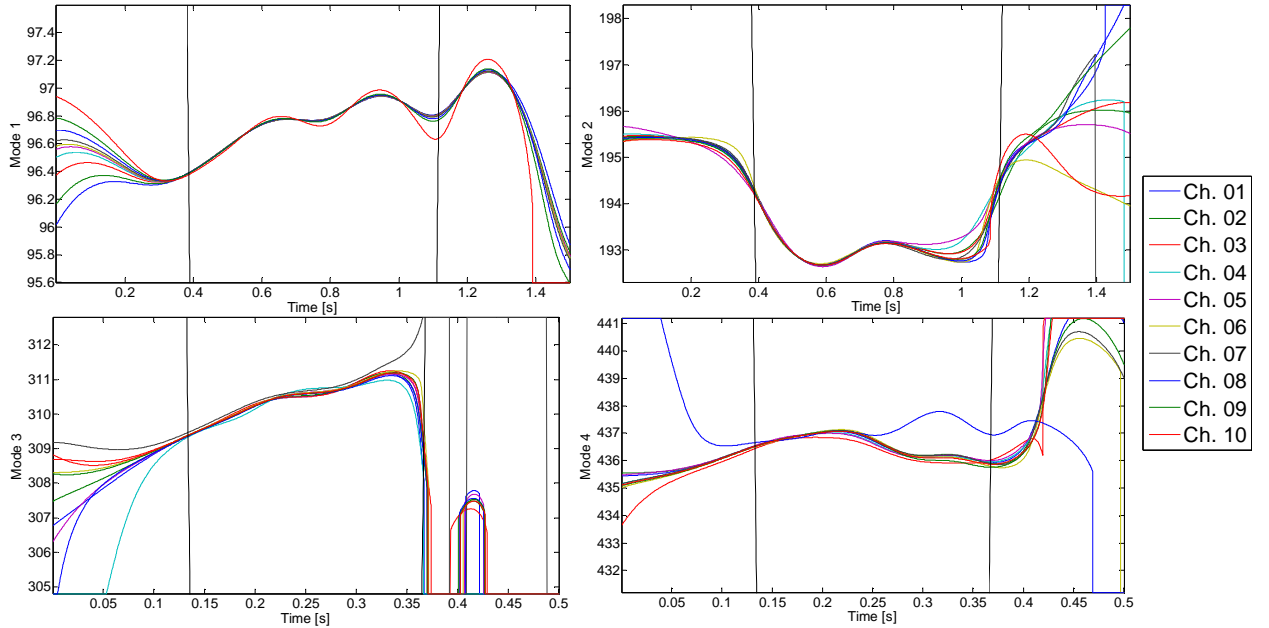 97.4
97.2
97
96.8
96.6
96.4
96.2
96
95.8
95.6
Mode 1
0.2 0.4 0.6 0.8 1 1.2 1.4
Time [s]
198
197
196
195
194
193
Mode 2
0.2 0.4 0.6 0.8 1 1.2 1.4
Time [s]
312
311
310
309
308
307
306
305
Mode 3
0.05 0.1 0.15 0.2 0.25 0.3 0.35 0.4 0.45 0.5
Time [s]
441
440
439
438
437
436
435
434
433
432
Mode 4
0.05 0.1 0.15 0.2 0.25 0.3 0.35 0.4 0.45 0.5
Time [s]
Ch. 01
Ch. 02
Ch. 03
Ch. 04
Ch. 05
Ch. 06
Ch. 07
Ch. 08
Ch. 09
Ch. 10